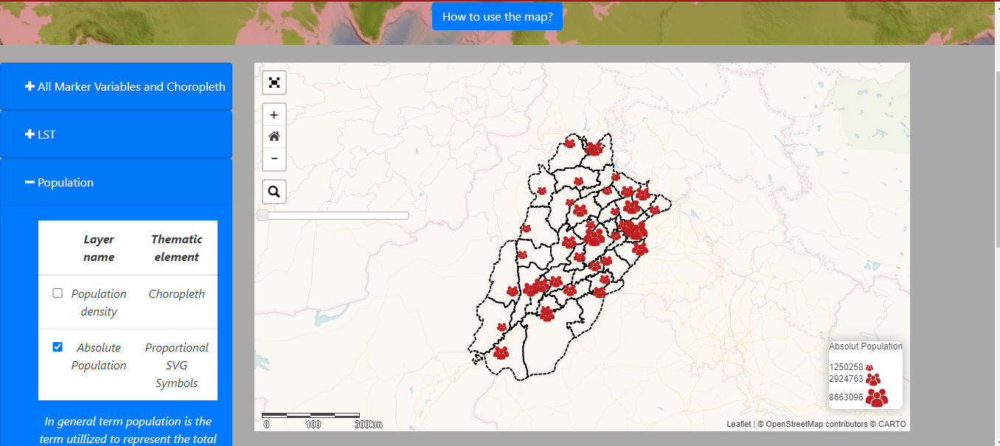 How to use the map?
All Marker Variables and Choropleth
LST
Population
Layer name
Thematic element
Population density
Choropleth
Absolute Population
Proportional SVG Symbols
In general term population is the
term utillized to represent the total
+
−
Absolut Population
1250258
2924763
8663096
0 100 300km
Leaflet | © OpenStreetMap contributors © CARTO